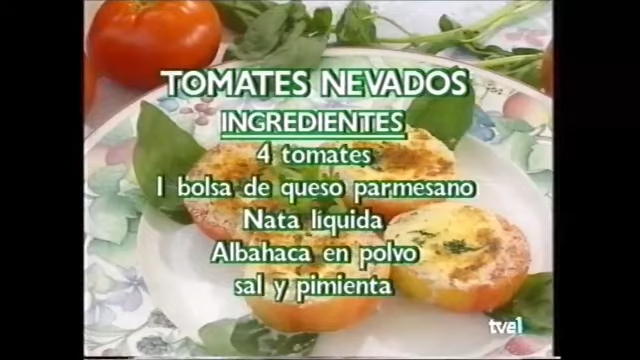 TOMATES NEVADOS
INGREDIENTES
4 tomates
1 bolsa de queso parmesano
Nata líquida
Albahaca en polvo
sal y pimienta
tve1